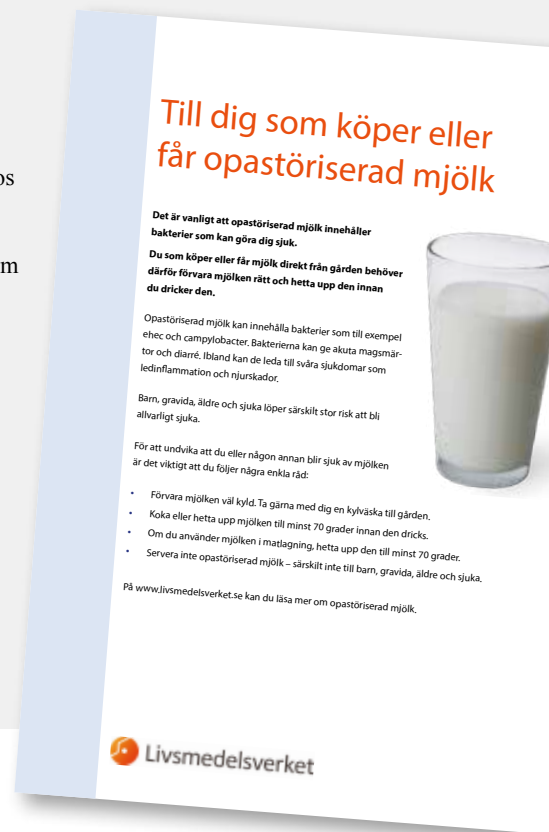 os
m
Till dig som köper eller
får opastöriserad mjölk
Det är vanligt att opastöriserad mjölk innehåller
bakterier som kan göra dig sjuk.
Du som köper eller får mjölk direkt från gården behöver
därför förvara mjölken rätt och hetta upp den innan
du dricker den.
Opastöriserad mjölk kan innehålla bakterier som till exempel
ehec och campylobacter. Bakterierna kan ge akuta magsmär-
tor och diarré. Ibland kan de leda till svåra sjukdomar som
ledinflammation och njurskador.
Barn, gravida, äldre och sjuka löper särskilt stor risk att bli
allvarligt sjuka.
För att undvika att du eller någon annan blir sjuk av mjölken
är det viktigt att du följer några enkla råd:
• Förvara mjölken väl kyld. Ta gärna med dig en kylväska till gården.
• Koka eller hetta upp mjölken till minst 70 grader innan den dricks.
• Om du använder mjölken i matlagning, hetta upp den till minst 70 grader.
• Servera inte opastöriserad mjölk – särskilt inte till barn, gravida, äldre och sjuka.
På www.livsmedelsverket.se kan du läsa mer om opastöriserad mjölk.
Livsmedelsverket